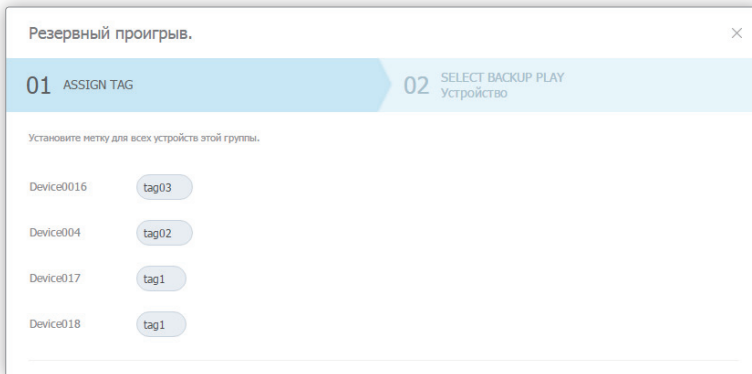 Резервный проигрыв.
01 ASSIGN TAG
02 SELECT BACKUP PLAY
Устройство
Установите метку для всех устройств этой группы.
Device0016 tag03
Device004 tag02
Device017 tag1
Device018 tag1